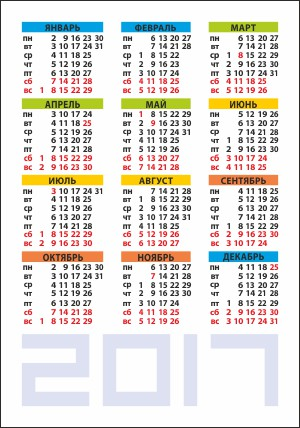 ЯНВАРЬ
пн 2 9 16 23 30
вт 3 10 17 24 31
ср 4 11 18 25
чт 5 12 19 26
пт 6 13 20 27
сб 7 14 21 28
вс 1 8 15 22 29
ФЕВРАЛЬ
пн 6 13 20 27
вт 7 14 21 28
ср 1 8 15 22
чт 2 9 16 23
пт 3 10 17 24
сб 4 11 18 25
вс 5 12 19 26
МАРТ
пн 6 13 20 27
вт 7 14 21 28
ср 1 8 15 22 29
чт 2 9 16 23 30
пт 3 10 17 24 31
сб 4 11 18 25
вс 5 12 19 26
АПРЕЛЬ
пн 3 10 17 24
вт 4 11 18 25
ср 5 12 19 26
чт 6 13 20 27
пт 7 14 21 28
сб 1 8 15 22 29
вс 2 9 16 23 30
МАЙ
пн 1 8 15 22 29
вт 2 9 16 23 30
ср 3 10 17 24 31
чт 4 11 18 25
пт 5 12 19 26
сб 6 13 20 27
вс 7 14 21 28
ИЮНЬ
пн 5 12 19 26
вт 6 13 20 27
ср 7 14 21 28
чт 1 8 15 22 29
пт 2 9 16 23 30
сб 3 10 17 24
вс 4 11 18 25
ИЮЛЬ
пн 3 10 17 24 31
вт 4 11 18 25
ср 5 12 19 26
чт 6 13 20 27
пт 7 14 21 28
сб 1 8 15 22 29
вс 2 9 16 23 30
АВГУСТ
пн 7 14 21 28
вт 1 8 15 22 29
ср 2 9 16 23 30
чт 3 10 17 24 31
пт 4 11 18 25
сб 5 12 19 26
вс 6 13 20 27
СЕНТЯБРЬ
пн 4 11 18 25
вт 5 12 19 26
ср 6 13 20 27
чт 7 14 21 28
пт 1 8 15 22 29
сб 2 9 16 23 30
вс 3 10 17 24
ОКТЯБРЬ
пн 2 9 16 23 30
вт 3 10 17 24 31
ср 4 11 18 25
чт 5 12 19 26
пт 6 13 20 27
сб 7 14 21 28
вс 1 8 15 22 29
НОЯБРЬ
пн 6 13 20 27
вт 7 14 21 28
ср 1 8 15 22 29
чт 2 9 16 23 30
пт 3 10 17 24
сб 4 11 18 25
вс 5 12 19 26
ДЕКАБРЬ
пн 4 11 18 25
вт 5 12 19 26
ср 6 13 20 27
чт 7 14 21 28
пт 1 8 15 22 29
сб 2 9 16 23 30
вс 3 10 17 24 31
2017